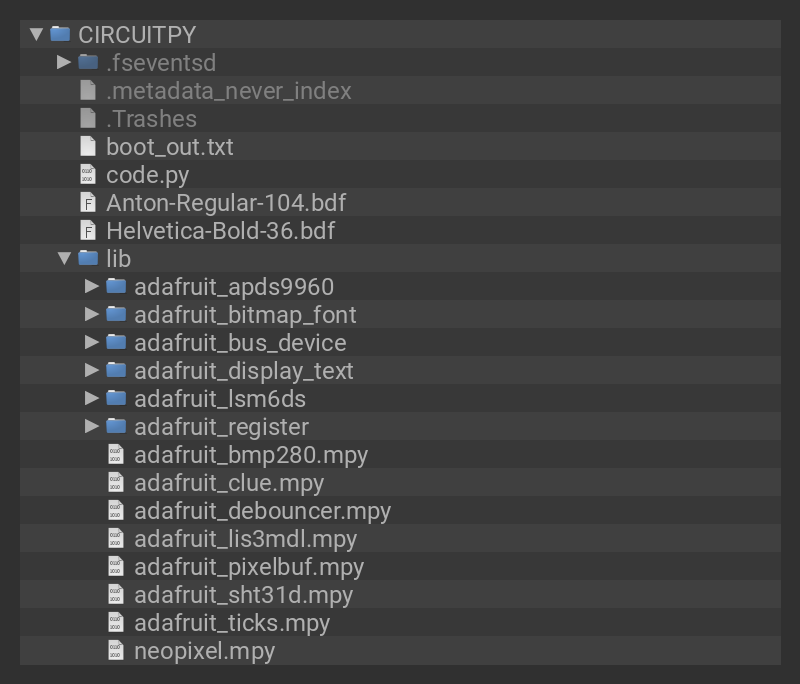 CIRCUITPY
.fseventsd
.metadata_never_index
.Trashes
boot_out.txt
code.py
Anton-Regular-104.bdf
Helvetica-Bold-36.bdf
lib
adafruit_apds9960
adafruit_bitmap_font
adafruit_bus_device
adafruit_display_text
adafruit_lsm6ds
adafruit_register
adafruit_bmp280.mpy
adafruit_clue.mpy
adafruit_debouncer.mpy
adafruit_lis3mdl.mpy
adafruit_pixelbuf.mpy
adafruit_sht31d.mpy
adafruit_ticks.mpy
neopixel.mpy